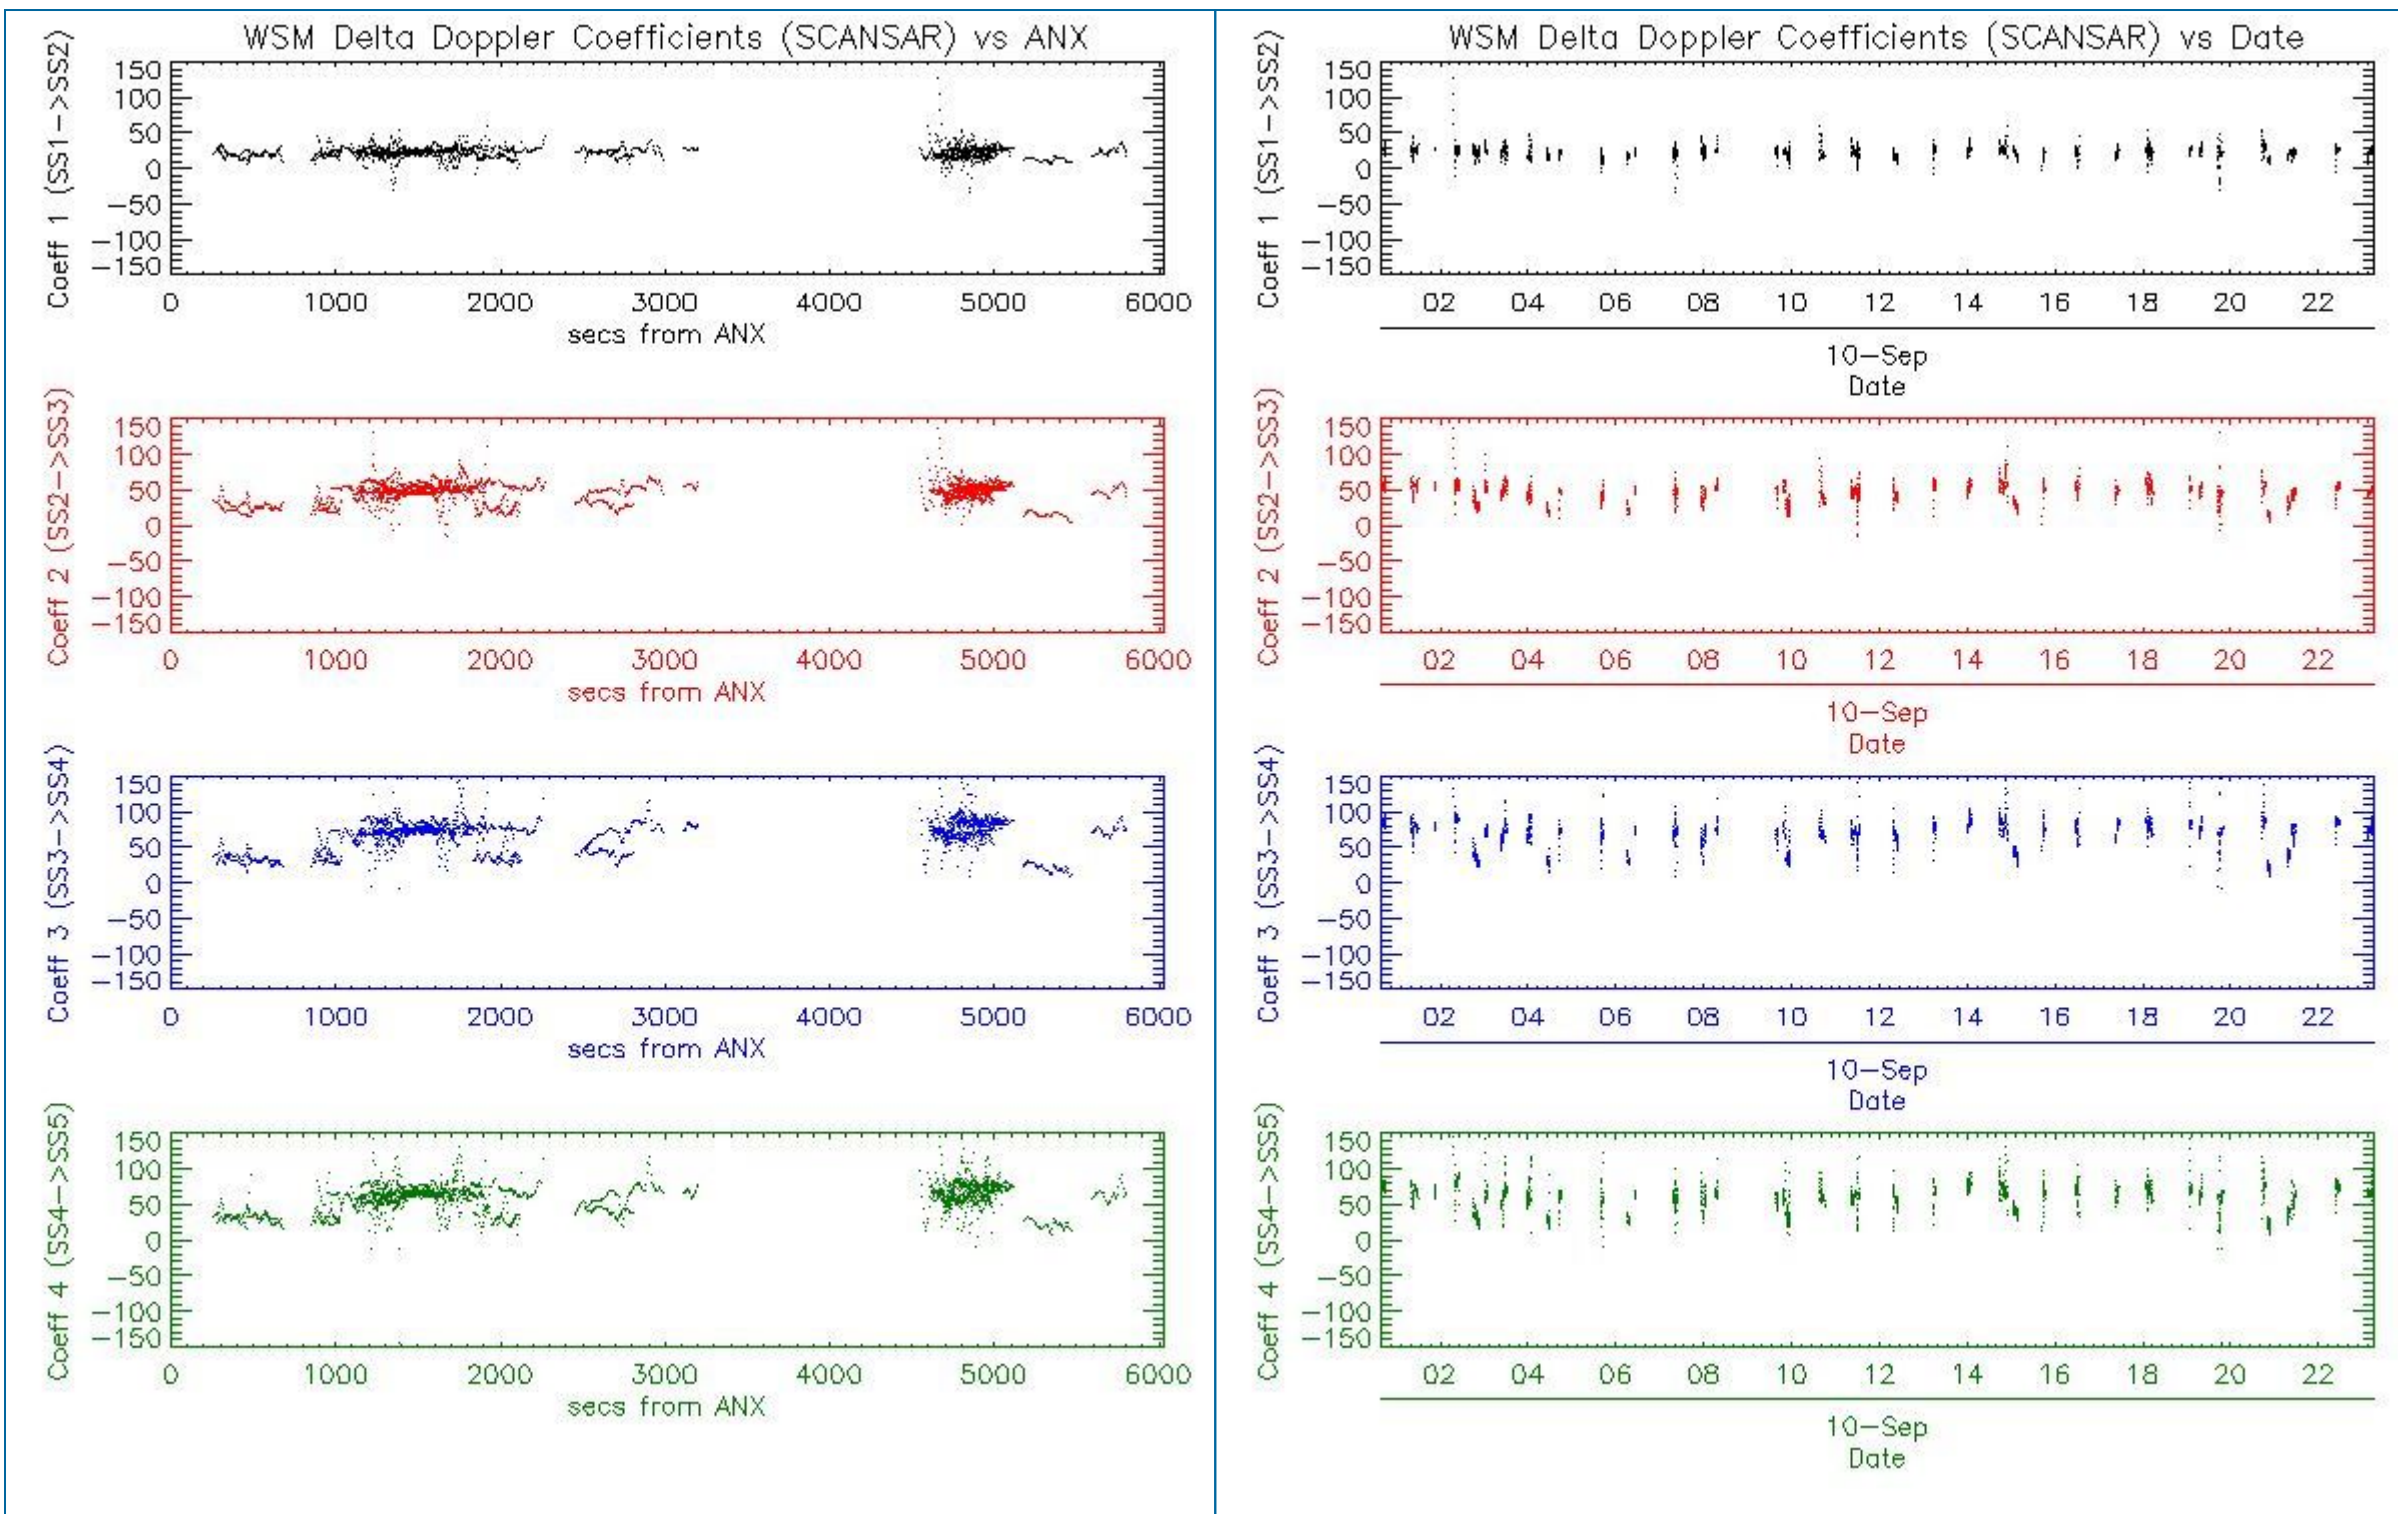 WSM Delta Doppler Coefficients (SCANSAR) vs ANX
Coeff 1 (SS1->SS2)
150
100
50
0
-50
-100
-150
0 1000 2000 3000 4000 5000 6000
secs from ANX
Coeff 2 (SS2->SS3)
150
100
50
0
-50
-100
-150
0 1000 2000 3000 4000 5000 6000
secs from ANX
Coeff 3 (SS3->SS4)
150
100
50
0
-50
-100
-150
0 1000 2000 3000 4000 5000 6000
secs from ANX
Coeff 4 (SS4->SS5)
150
100
50
0
-50
-100
-150
0 1000 2000 3000 4000 5000 6000
secs from ANX
WSM Delta Doppler Coefficients (SCANSAR) vs Date
Coeff 1 (SS1->SS2)
150
100
50
0
-50
-100
-150
02 04 06 08 10 12 14 16 18 20 22
10-Sep
Date
Coeff 2 (SS2->SS3)
150
100
50
0
-50
-100
-150
02 04 06 08 10 12 14 16 18 20 22
10-Sep
Date
Coeff 3 (SS3->SS4)
150
100
50
0
-50
-100
-150
02 04 06 08 10 12 14 16 18 20 22
10-Sep
Date
Coeff 4 (SS4->SS5)
150
100
50
0
-50
-100
-150
02 04 06 08 10 12 14 16 18 20 22
10-Sep
Date